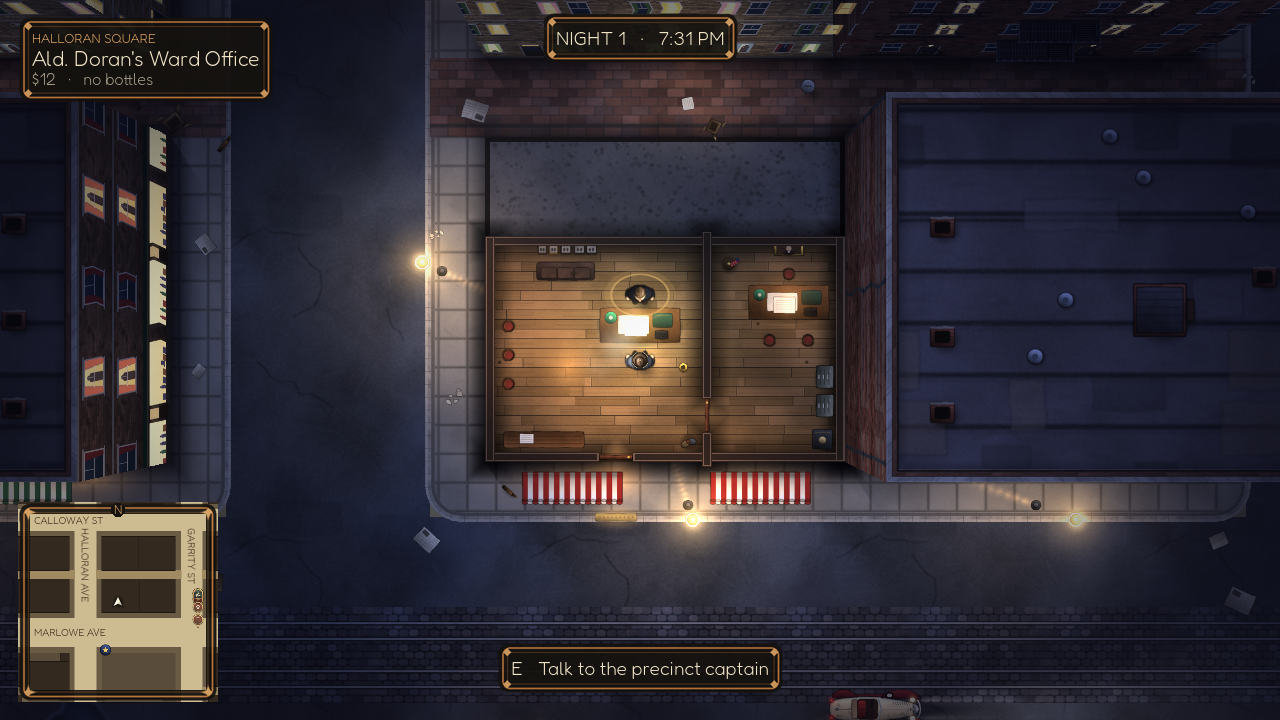 HALLORAN SQUARE
Ald. Doran's Ward Office
$12 · no bottles
NIGHT 1 · 7:31 PM
N
CALLOWAY ST
HALLORAN AVE
GARRITY ST
MARLOWE AVE
E Talk to the precinct captain